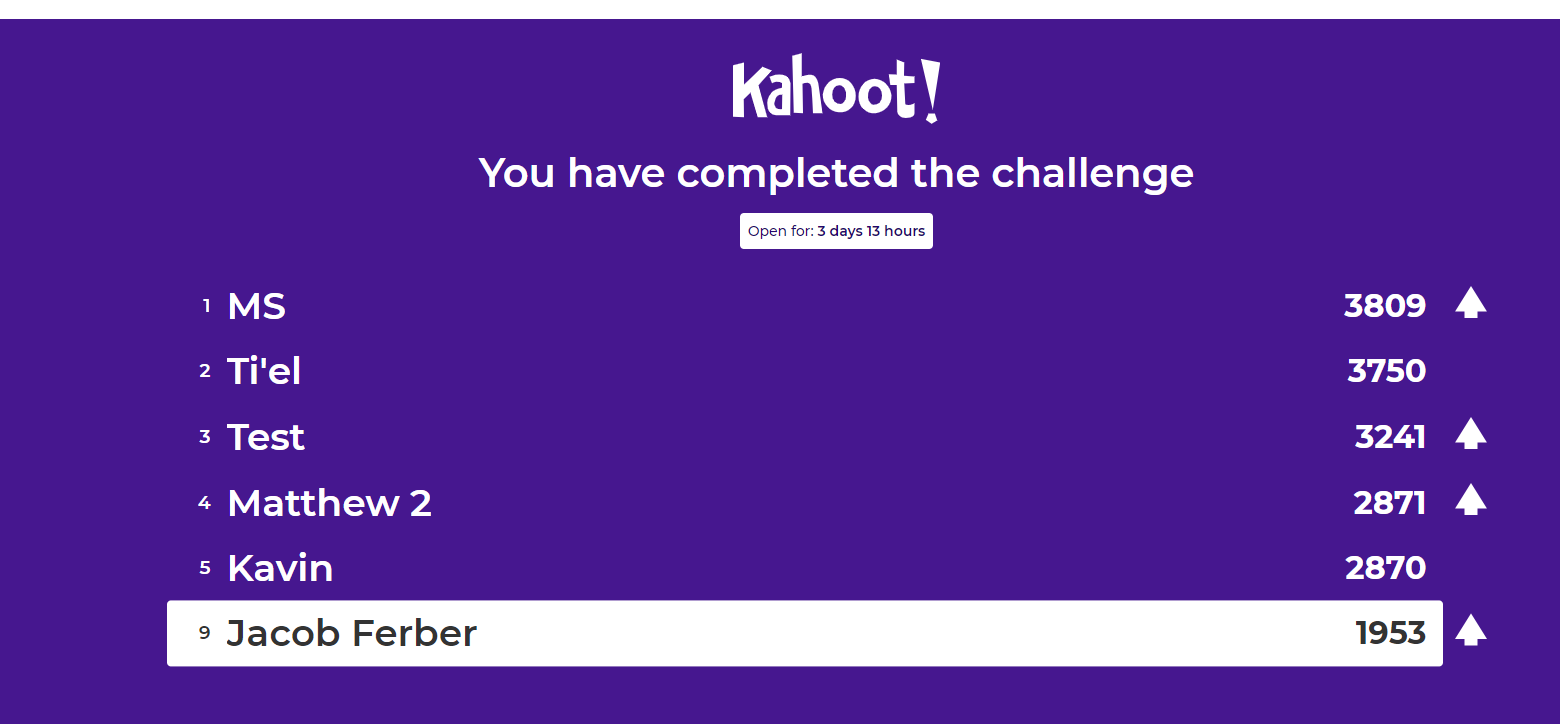 Kahoot!
You have completed the challenge
Open for: 3 days 13 hours
1 MS 3809
2 Ti'el 3750
3 Test 3241
4 Matthew 2 2871
5 Kavin 2870
9 Jacob Ferber 1953